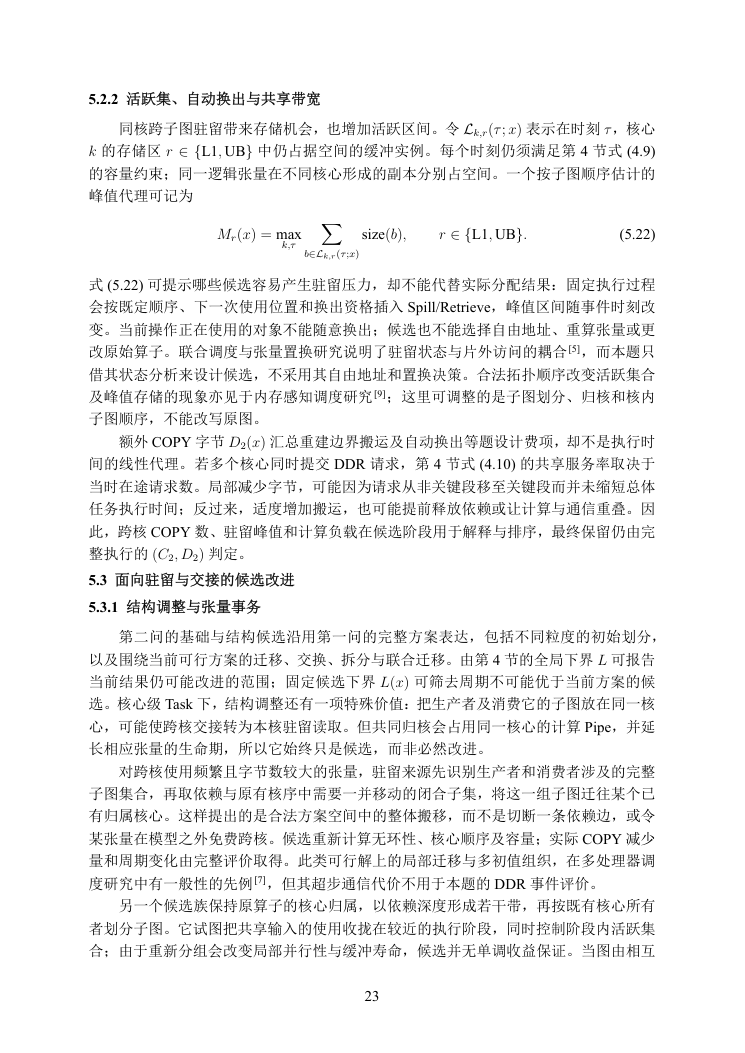 5.2.2 活跃集、自动换出与共享带宽
同核跨子图驻留带来存储机会，也增加活跃区间。令 $\mathcal{L}_{k,r}(\tau; x)$ 表示在时刻 $\tau$，核心
$k$ 的存储区 $r \in \{\mathrm{L1}, \mathrm{UB}\}$ 中仍占据空间的缓冲实例。每个时刻仍须满足第 4 节式 (4.9)
的容量约束；同一逻辑张量在不同核心形成的副本分别占空间。一个按子图顺序估计的
峰值代理可记为
$M_r(x) = \max_{k,\tau} \sum_{b \in \mathcal{L}_{k,r}(\tau;x)} \mathrm{size}(b), \quad r \in \{\mathrm{L1}, \mathrm{UB}\}.$ (5.22)
式 (5.22) 可提示哪些候选容易产生驻留压力，却不能代替实际分配结果：固定执行过程
会按既定顺序、下一次使用位置和换出资格插入 Spill/Retrieve，峰值区间随事件时刻改
变。当前操作正在使用的对象不能随意换出；候选也不能选择自由地址、重算张量或更
改原始算子。联合调度与张量置换研究说明了驻留状态与片外访问的耦合[5]，而本题只
借其状态分析来设计候选，不采用其自由地址和置换决策。合法拓扑顺序改变活跃集合
及峰值存储的现象亦见于内存感知调度研究[9]；这里可调整的是子图划分、归核和核内
子图顺序，不能改写原图。
额外 COPY 字节 $D_2(x)$ 汇总重建边界搬运及自动换出等题设计费项，却不是执行时
间的线性代理。若多个核心同时提交 DDR 请求，第 4 节式 (4.10) 的共享服务率取决于
当时在途请求数。局部减少字节，可能因为请求从非关键段移至关键段而并未缩短总体
任务执行时间；反过来，适度增加搬运，也可能提前释放依赖或让计算与通信重叠。因
此，跨核 COPY 数、驻留峰值和计算负载在候选阶段用于解释与排序，最终保留仍由完
整执行的 $(C_2, D_2)$ 判定。
5.3 面向驻留与交接的候选改进
5.3.1 结构调整与张量事务
第二问的基础与结构候选沿用第一问的完整方案表达，包括不同粒度的初始划分，
以及围绕当前可行方案的迁移、交换、拆分与联合迁移。由第 4 节的全局下界 $L$ 可报告
当前结果仍可能改进的范围；固定候选下界 $L(x)$ 可筛去周期不可能优于当前方案的候
选。核心级 Task 下，结构调整还有一项特殊价值：把生产者及消费它的子图放在同一核
心，可能使跨核交接转为本核驻留读取。但共同归核会占用同一核心的计算 Pipe，并延
长相应张量的生命期，所以它始终只是候选，而非必然改进。
对跨核使用频繁且字节数较大的张量，驻留来源先识别生产者和消费者涉及的完整
子图集合，再取依赖与原有核序中需要一并移动的闭合子集，将这一组子图迁往某个已
有归属核心。这样提出的是合法方案空间中的整体搬移，而不是切断一条依赖边，或令
某张量在模型之外免费跨核。候选重新计算无环性、核心顺序及容量；实际 COPY 减少
量和周期变化由完整评价取得。此类可行解上的局部迁移与多初值组织，在多处理器调
度研究中有一般性的先例[7]，但其超步通信代价不用于本题的 DDR 事件评价。
另一个候选族保持原算子的核心归属，以依赖深度形成若干带，再按既有核心所有
者划分子图。它试图把共享输入的使用收拢在较近的执行阶段，同时控制阶段内活跃集
合；由于重新分组会改变局部并行性与缓冲寿命，候选并无单调收益保证。当图由相互
23